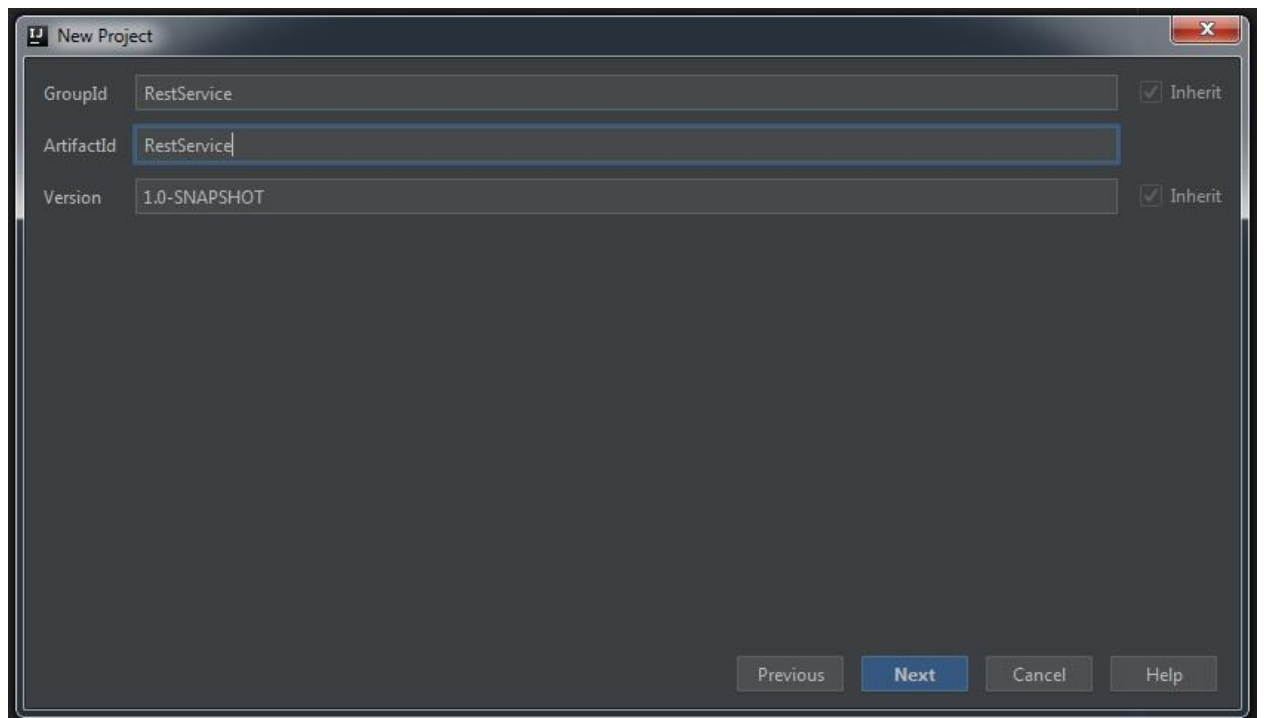 New Project
GroupId RestService Inherit
ArtifactId RestService
Version 1.0-SNAPSHOT Inherit
Previous Next Cancel Help